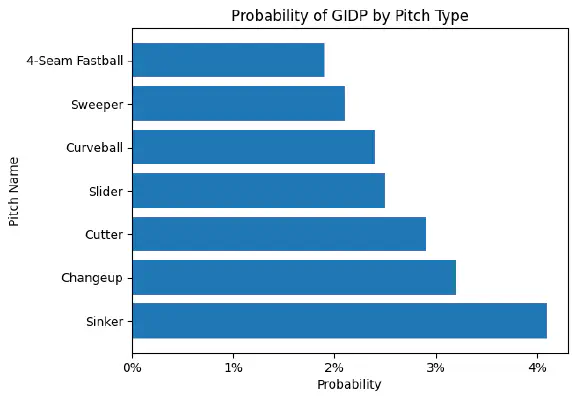 Probability of GIDP by Pitch Type
4-Seam Fastball
Sweeper
Curveball
Slider
Cutter
Changeup
Sinker
Pitch Name
0% 1% 2% 3% 4%
Probability